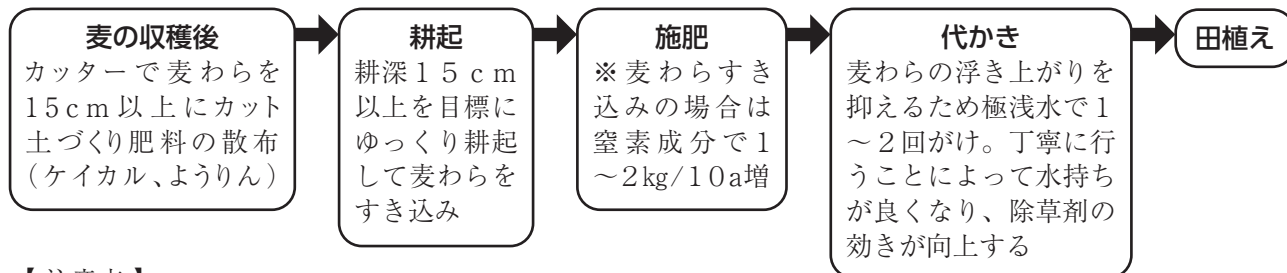 麦の収穫後
カッターで麦わらを
15cm以上にカット
土づくり肥料の散布
(ケイカル、ようりん)
耕起
耕深15cm
以上を目標に
ゆっくり耕起
して麦わらを
すき込み
施肥
※麦わらすき
込みの場合は
窒素成分で1
～2kg/10a増
代かき
麦わらの浮き上がりを
抑えるため極浅水で1
～2回がけ。丁寧に行
うことによって水持ち
が良くなり、除草剤の
効きが向上する
田植え